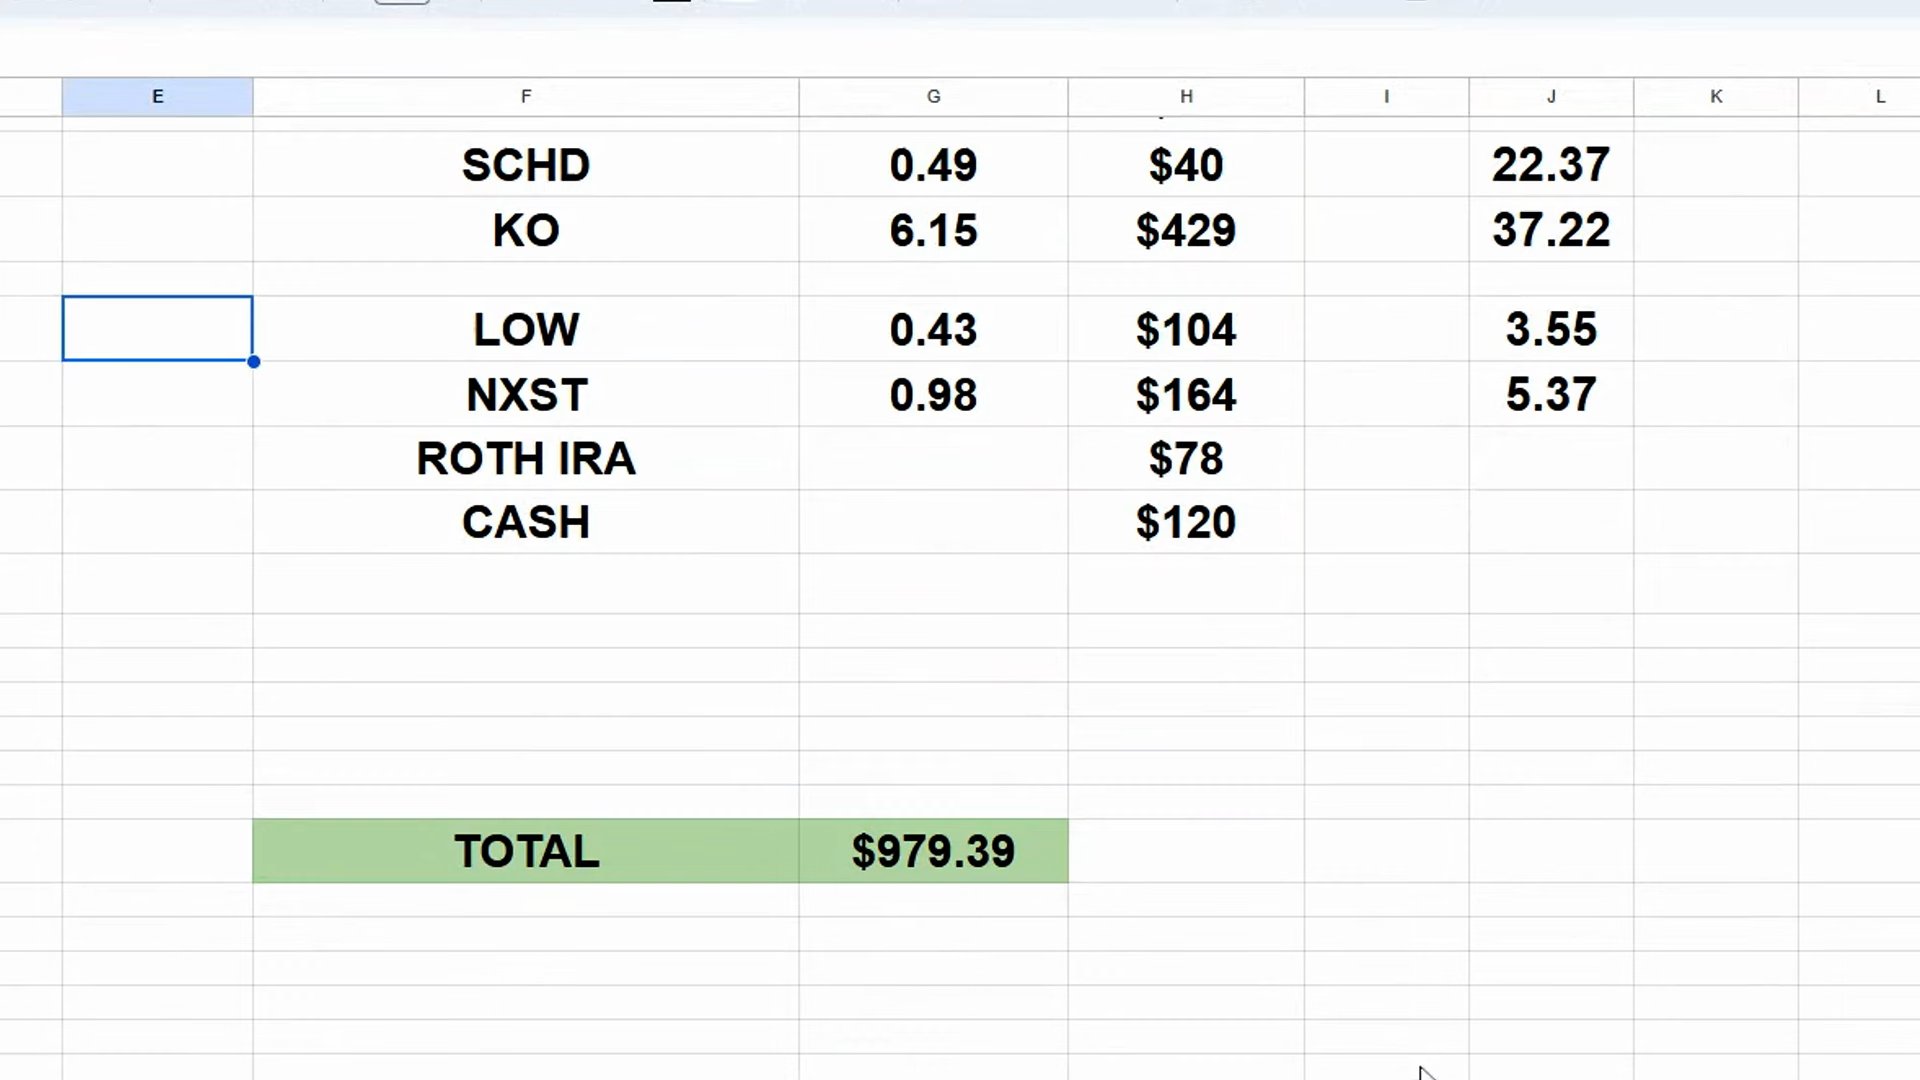 E F G H I J K L
SCHD 0.49 $40 22.37
KO 6.15 $429 37.22
LOW 0.43 $104 3.55
NXST 0.98 $164 5.37
ROTH IRA $78
CASH $120
TOTAL $979.39